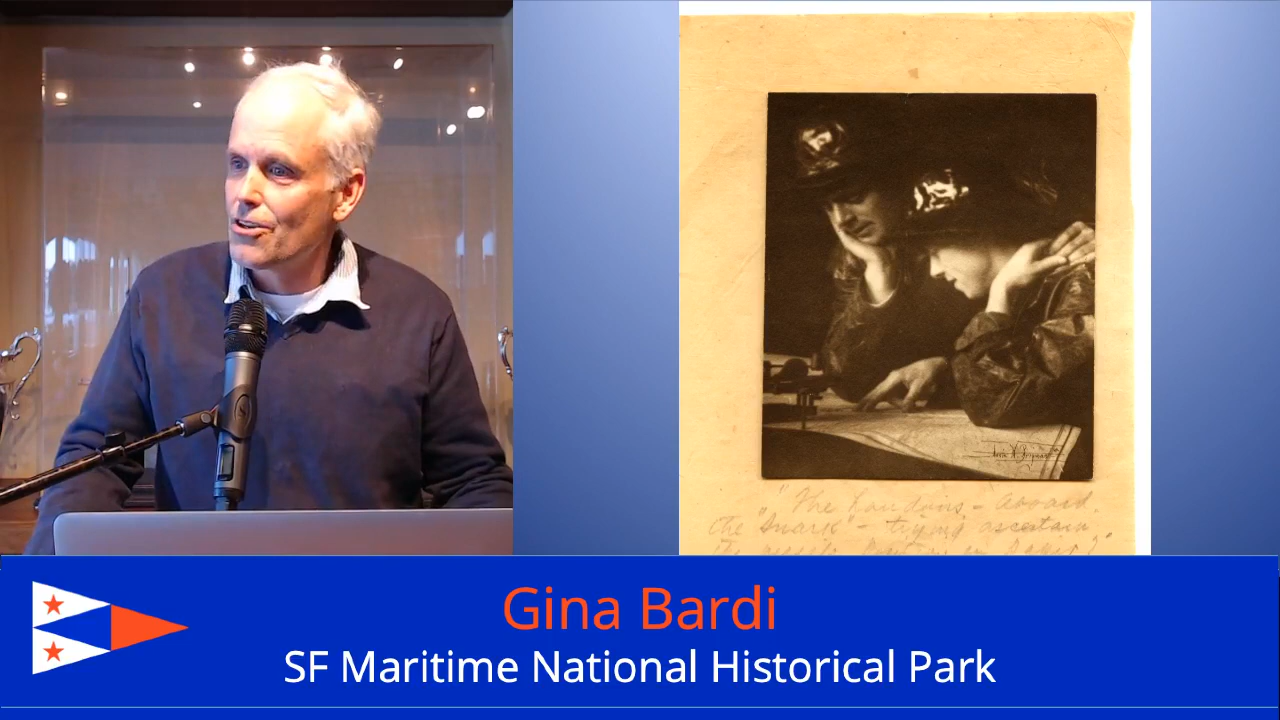 "The Londons – Aboard
the "Snark" – trying ascertain
Gina Bardi
SF Maritime National Historical Park